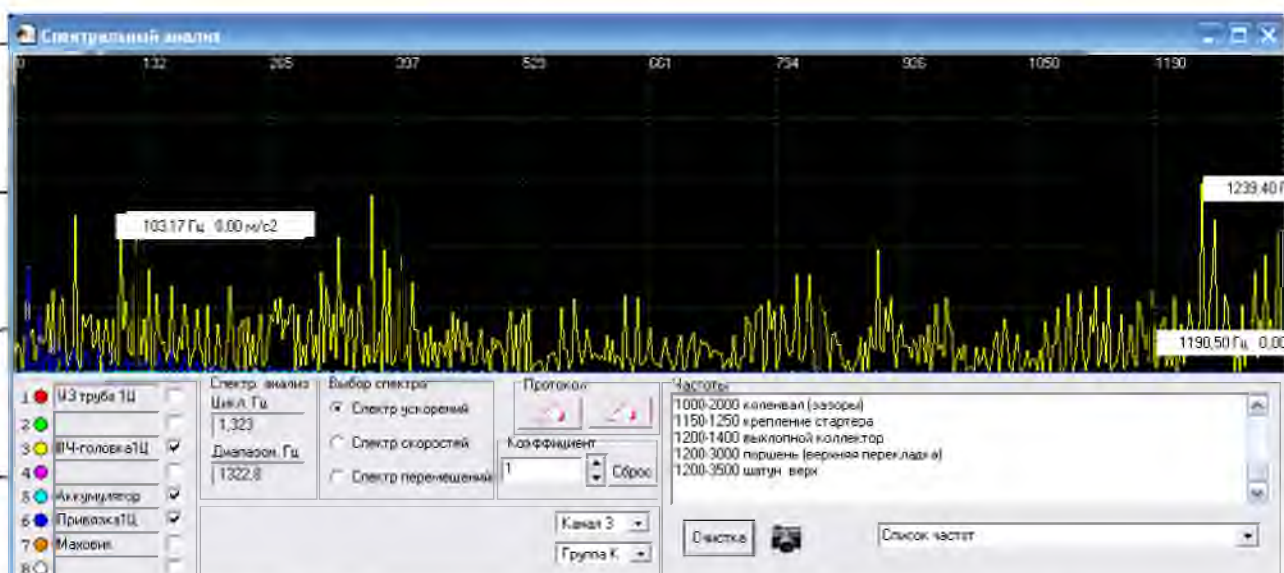 Спектральный анализ
0 132 265 397 529 661 794 926 1050 1190
1239,40 Г
103,17 Гц 0,00 м/с2
1190,50 Гц 0,00
1 УЗ труба 1Ц
2
3 ВЧ-головка1Ц
4
5 Аккумулятор
6 Привязка1Ц
7 Маховик
8
Спектр. анализ
Цикл. Гц
1,323
Диапазон. Гц
1322,8
Выбор спектра
Спектр ускорений
Спектр скоростей
Спектр перемещений
Протокол
Коэффициент
1
Сброс
Канал 3
Группа К
Частоты
1000-2000 коленвал (зазоры)
1150-1250 крепление стартера
1200-1400 выхлопной коллектор
1200-3000 поршень (верхняя перекладка)
1200-3500 шатун верх
Очистка
Список частот